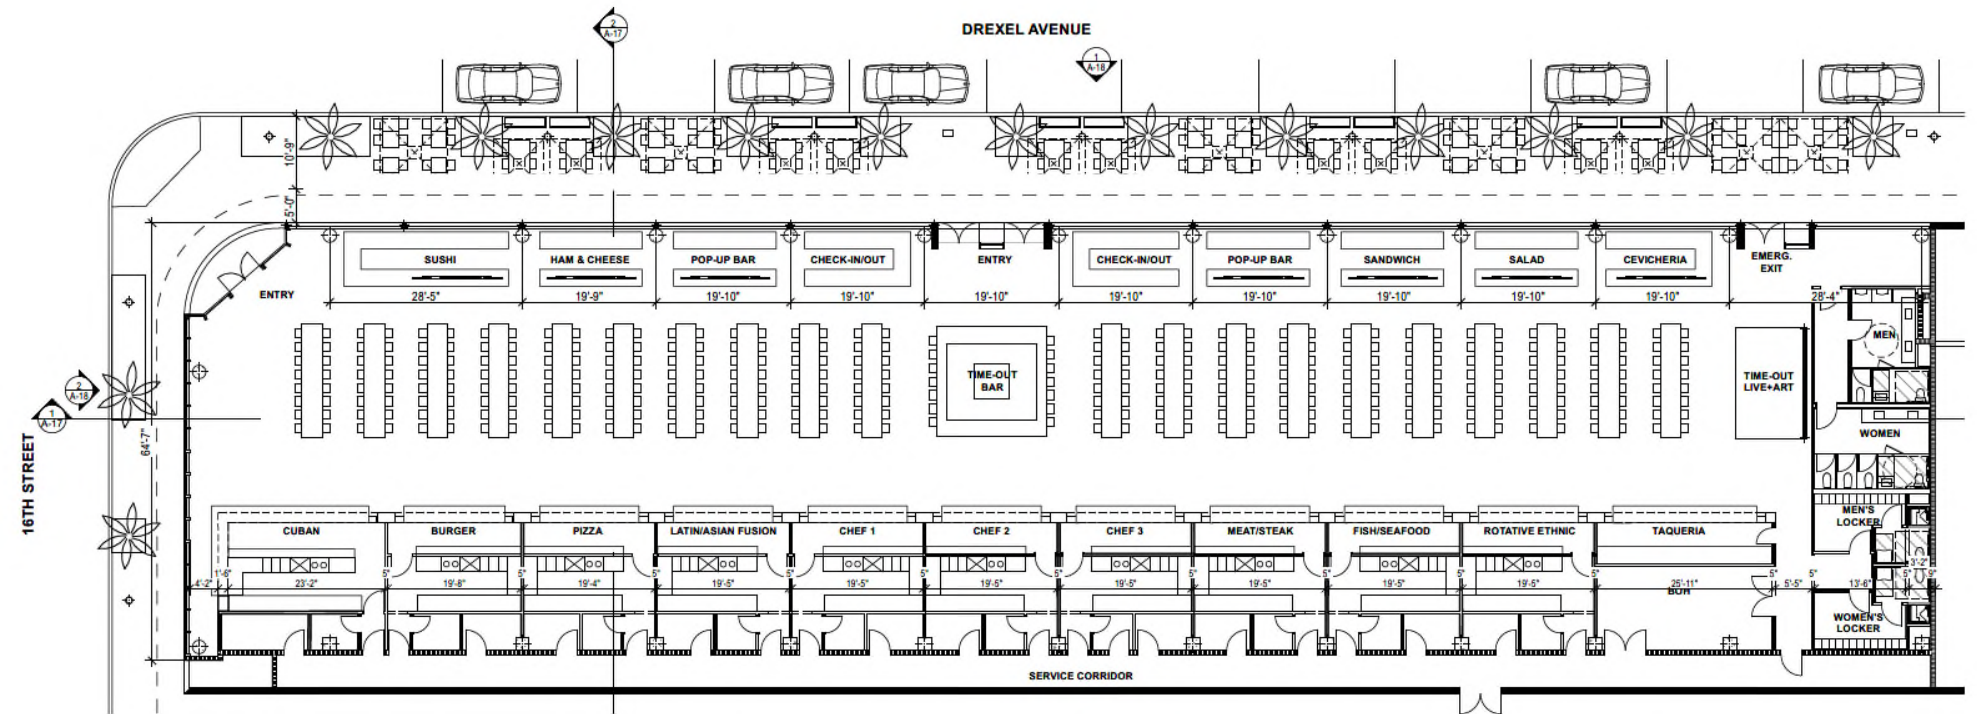 DREXEL AVENUE
2
A-17
1
A-18
10'-9"
5'-0"
SUSHI
HAM & CHEESE
POP-UP BAR
CHECK-IN/OUT
ENTRY
CHECK-IN/OUT
POP-UP BAR
SANDWICH
SALAD
CEVICHERIA
EMERG.
EXIT
ENTRY
28'-5"
19'-9"
19'-10"
19'-10"
19'-10"
19'-10"
19'-10"
19'-10"
19'-10"
19'-10"
28'-4"
MEN
TIME-OUT
BAR
TIME-OUT
LIVE+ART
2
A-18
1
A-17
16TH STREET
64'-7"
WOMEN
MEN'S
LOCKER
CUBAN
BURGER
PIZZA
LATIN/ASIAN FUSION
CHEF 1
CHEF 2
CHEF 3
MEAT/STEAK
FISH/SEAFOOD
ROTATIVE ETHNIC
TAQUERIA
4'-2"
1'-6"
23'-2"
5"
19'-8"
5"
19'-4"
5"
19'-5"
5"
19'-5"
5"
19'-5"
5"
19'-5"
5"
19'-5"
5"
19'-5"
5"
19'-5"
5"
25'-11"
5"
5'-5"
5"
13'-6"
5"
3'-2"
9"
BOH
WOMEN'S
LOCKER
SERVICE CORRIDOR